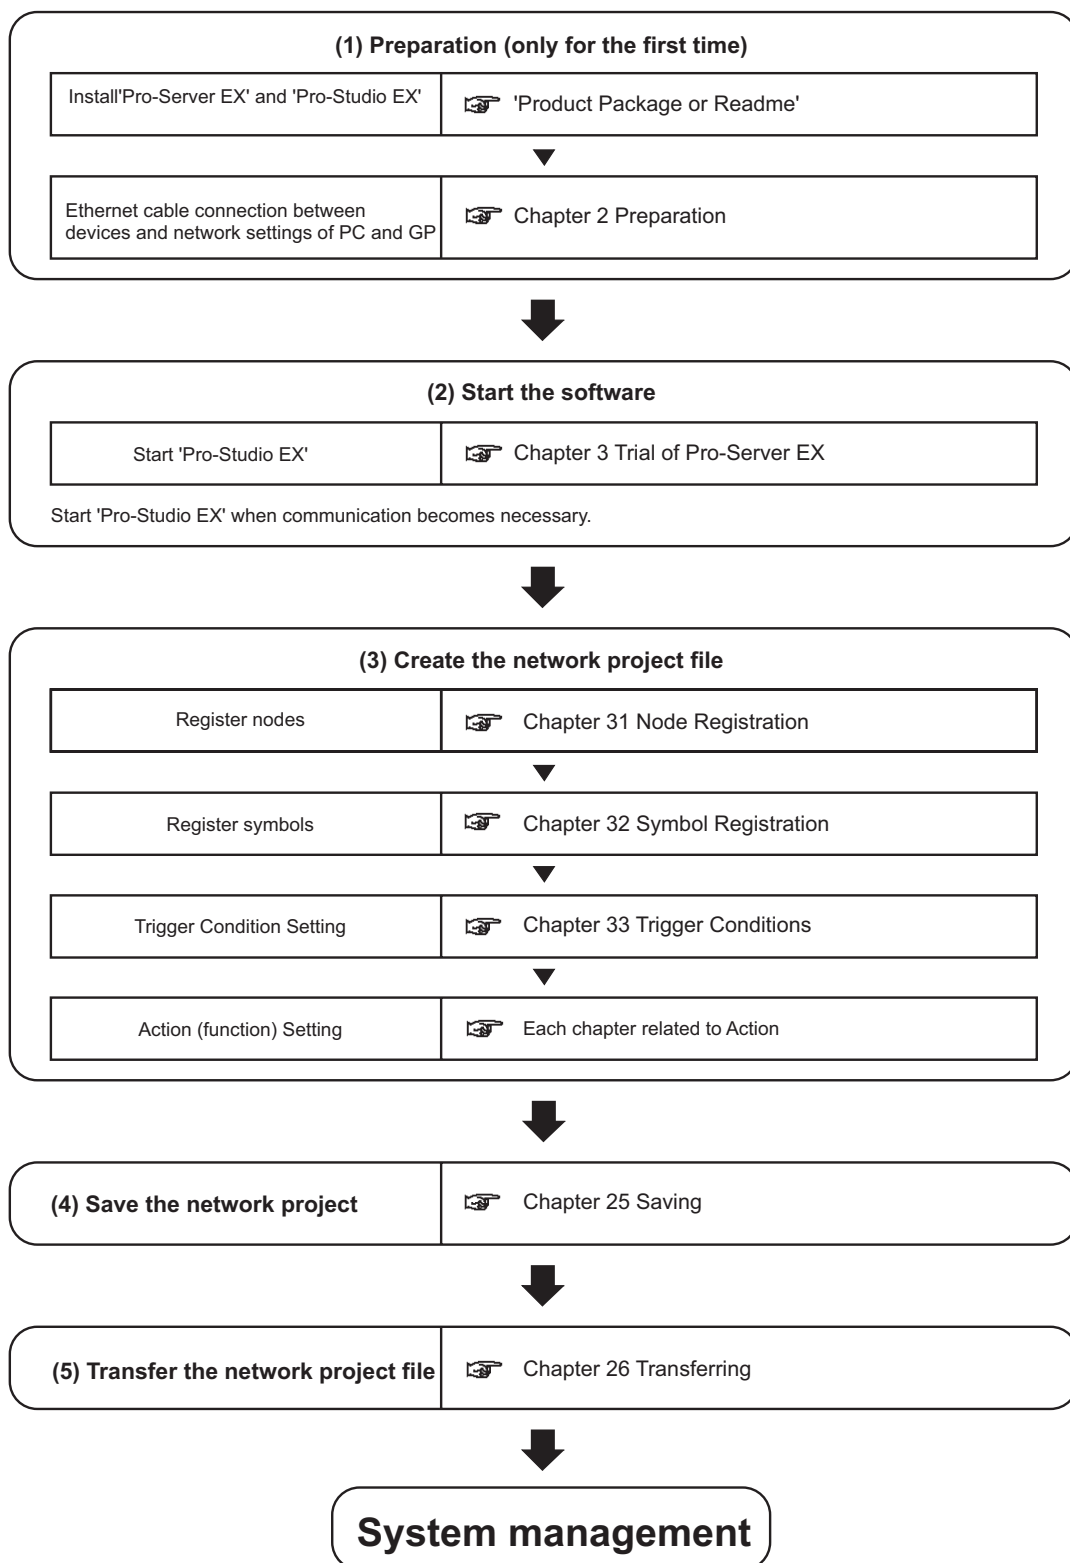 (1) Preparation (only for the first time)
Install'Pro-Server EX' and 'Pro-Studio EX'
'Product Package or Readme'
Ethernet cable connection between
devices and network settings of PC and GP
Chapter 2 Preparation
(2) Start the software
Start 'Pro-Studio EX'
Chapter 3 Trial of Pro-Server EX
Start 'Pro-Studio EX' when communication becomes necessary.
(3) Create the network project file
Register nodes
Chapter 31 Node Registration
Register symbols
Chapter 32 Symbol Registration
Trigger Condition Setting
Chapter 33 Trigger Conditions
Action (function) Setting
Each chapter related to Action
(4) Save the network project
Chapter 25 Saving
(5) Transfer the network project file
Chapter 26 Transferring
System management